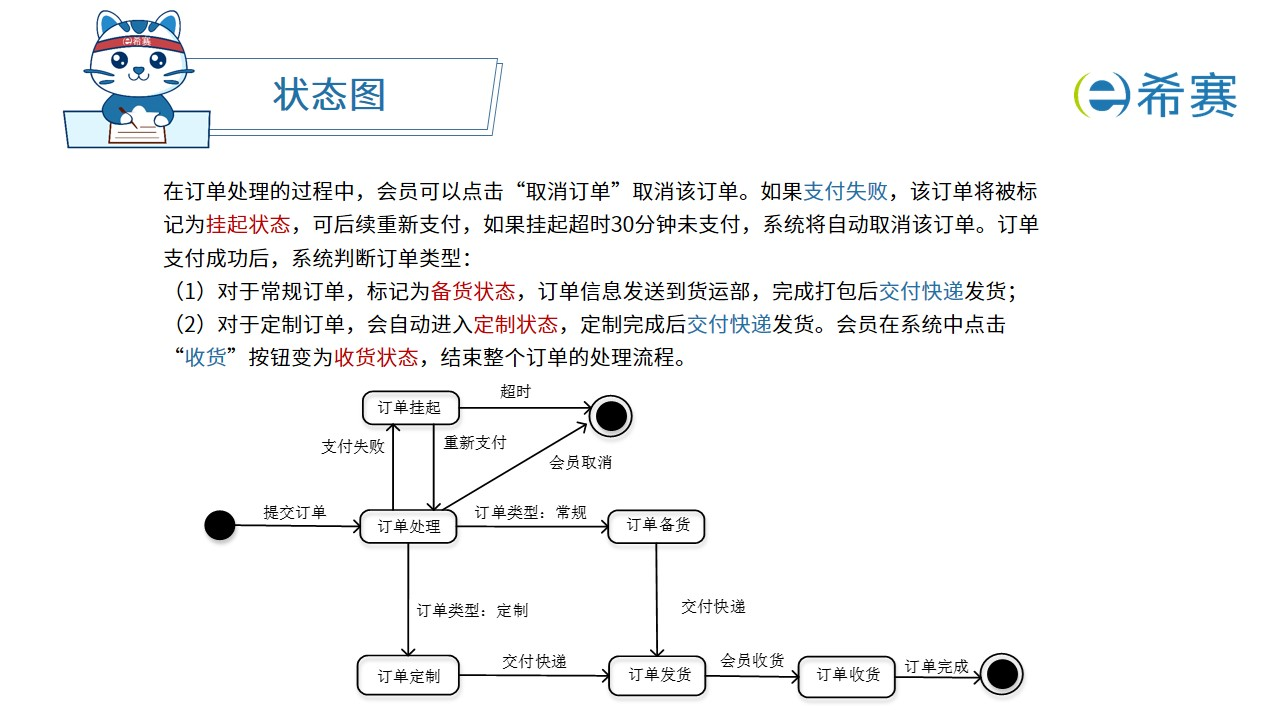 希赛
状态图
希赛
在订单处理的过程中，会员可以点击“取消订单”取消该订单。如果支付失败，该订单将被标
记为挂起状态，可后续重新支付，如果挂起超时30分钟未支付，系统将自动取消该订单。订单
支付成功后，系统判断订单类型：
（1）对于常规订单，标记为备货状态，订单信息发送到货运部，完成打包后交付快递发货；
（2）对于定制订单，会自动进入定制状态，定制完成后交付快递发货。会员在系统中点击
“收货”按钮变为收货状态，结束整个订单的处理流程。
超时
订单挂起
支付失败
重新支付
会员取消
提交订单
订单类型：常规
订单处理
订单备货
订单类型：定制
交付快递
交付快递
会员收货
订单完成
订单定制
订单发货
订单收货